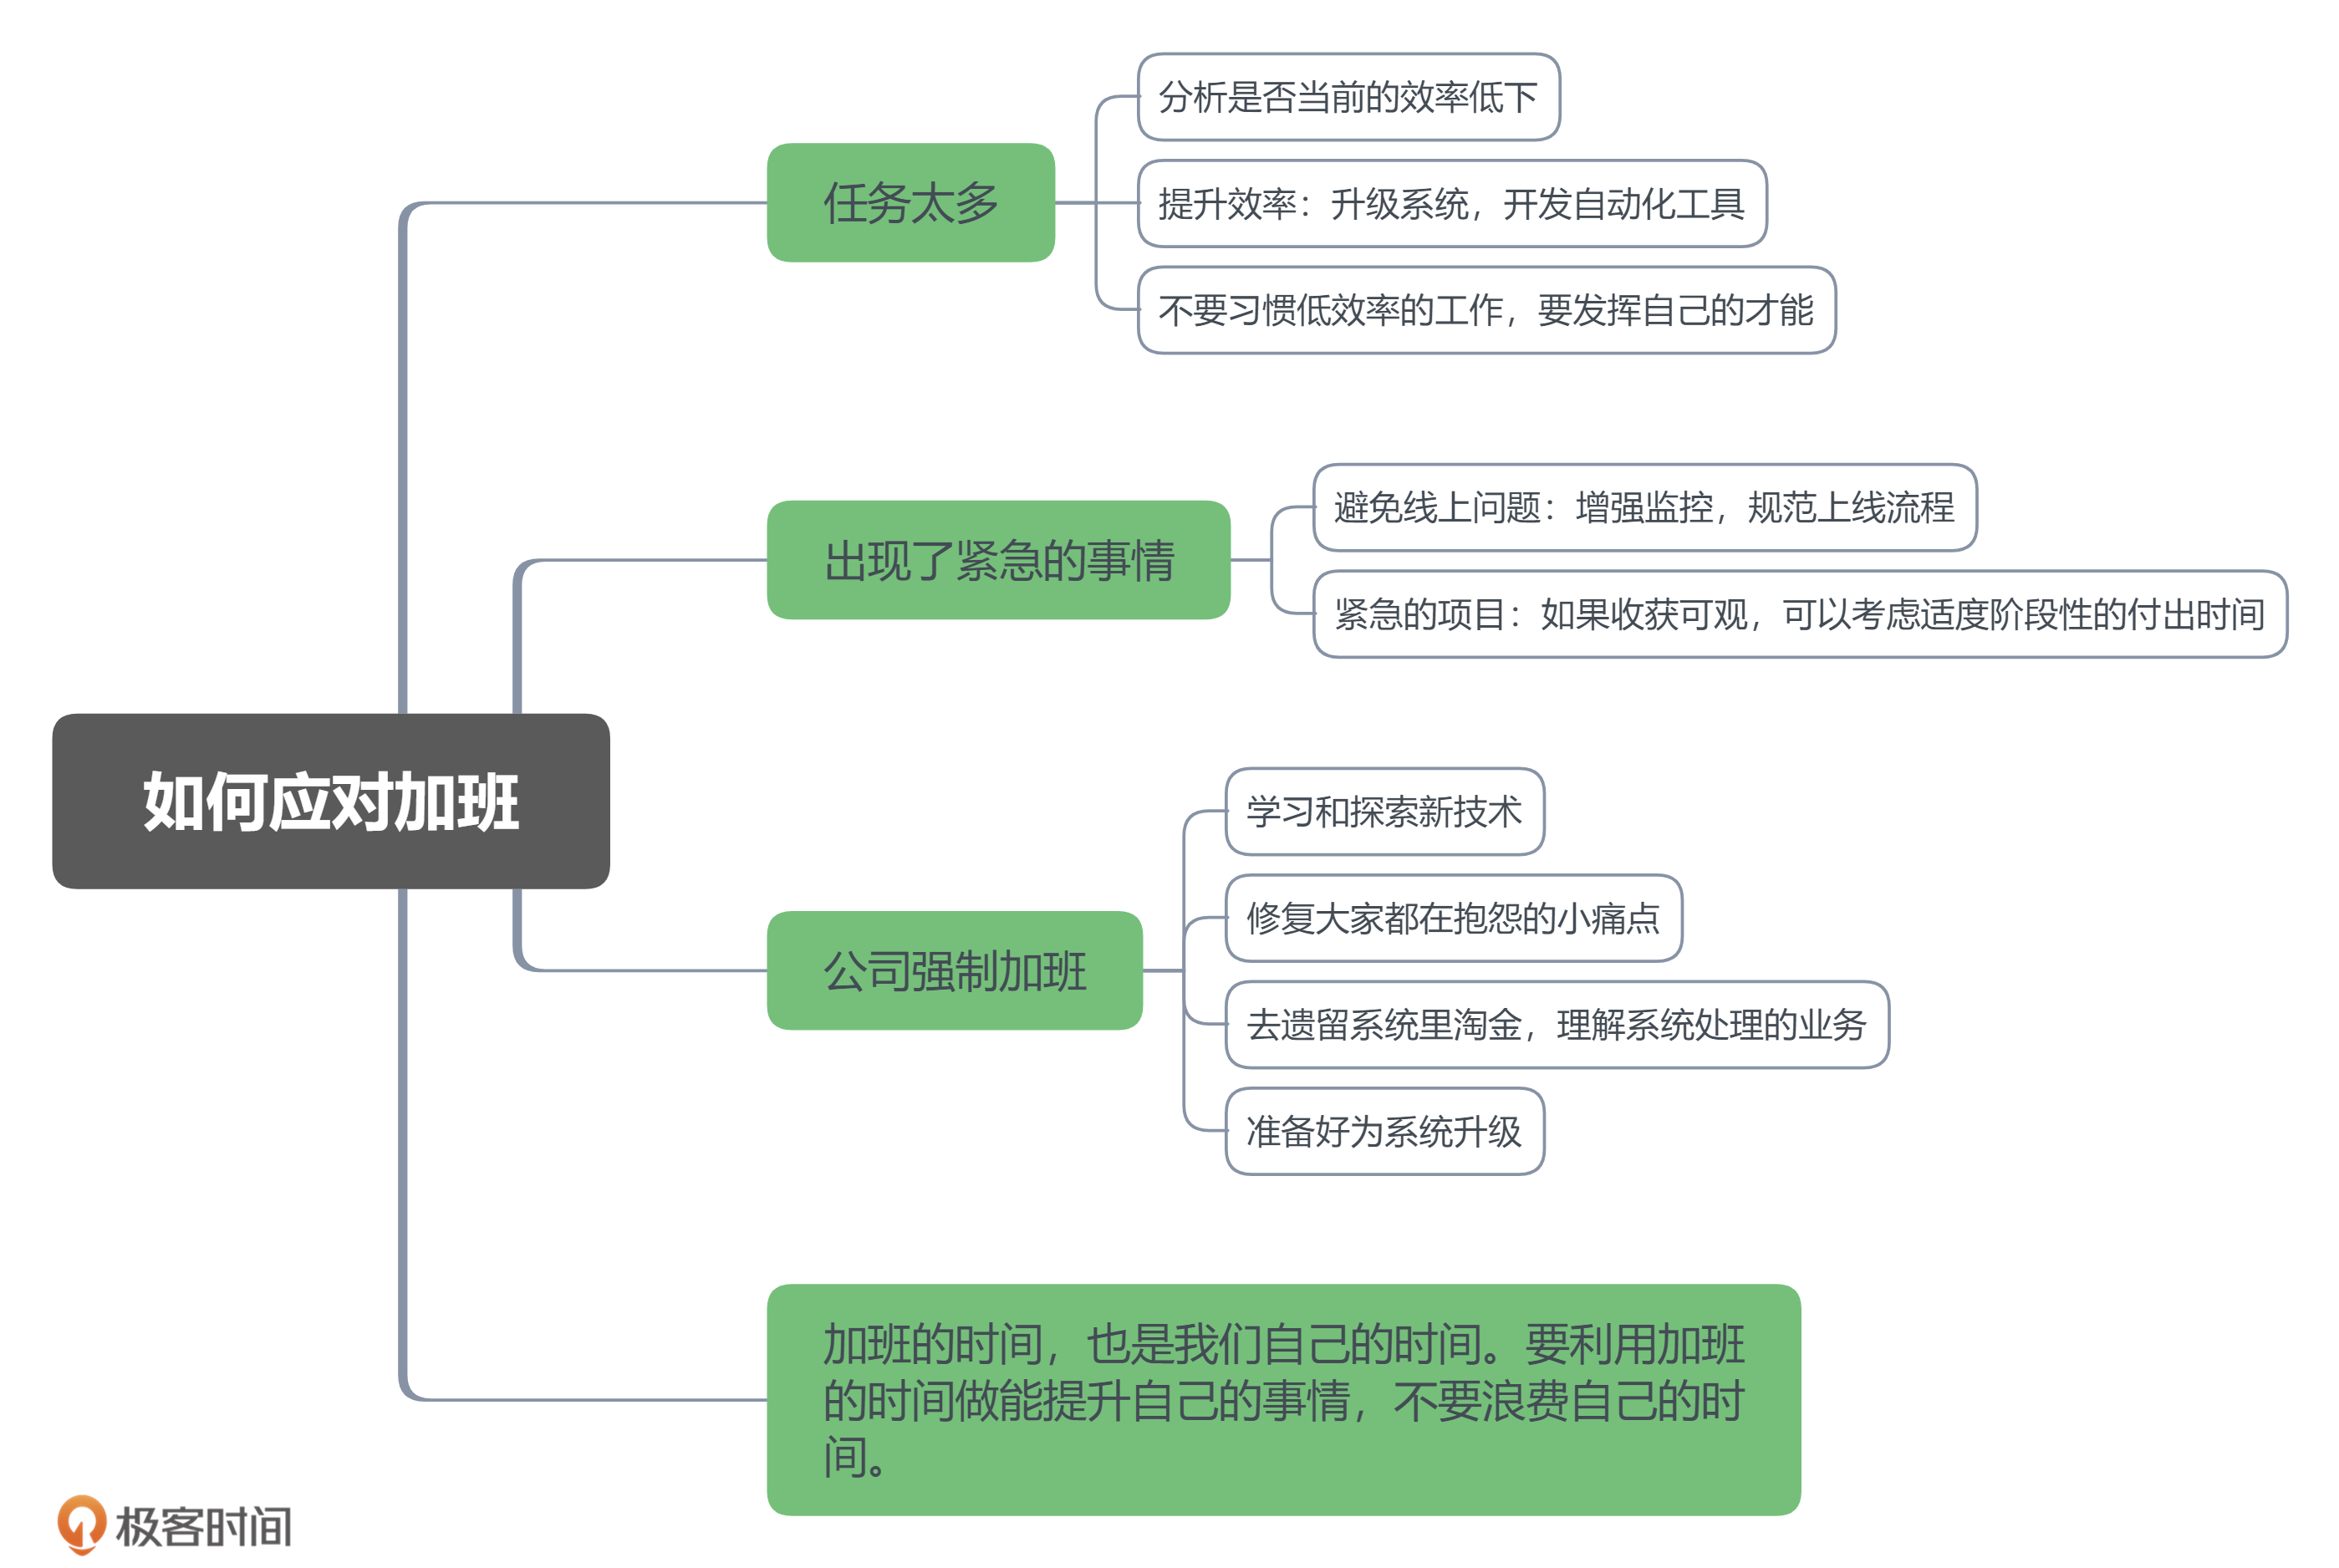 如何应对加班
任务太多
分析是否当前的效率低下
提升效率：升级系统，开发自动化工具
不要习惯低效率的工作，要发挥自己的才能
出现了紧急的事情
避免线上问题：增强监控，规范上线流程
紧急的项目：如果收获可观，可以考虑适度阶段性的付出时间
公司强制加班
学习和探索新技术
修复大家都在抱怨的小痛点
去遗留系统里淘金，理解系统处理的业务
准备好为系统升级
加班的时间，也是我们自己的时间。要利用加班
的时间做能提升自己的事情，不要浪费自己的时
间。
极客时间